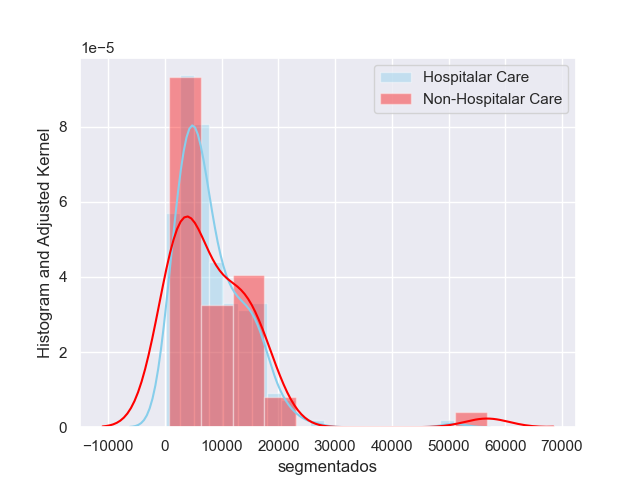 1e−5
Hospitalar Care
Non-Hospitalar Care
Histogram and Adjusted Kernel
8
6
4
2
0
−10000 0 10000 20000 30000 40000 50000 60000 70000
segmentados